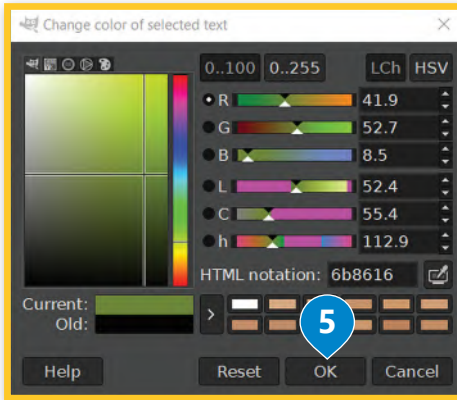 Change color of selected text
0..100 0..255 LCh HSV
R 41.9
G 52.7
B 8.5
L 52.4
C 55.4
h 112.9
HTML notation: 6b8616
Current:
Old:
>
5
Help Reset OK Cancel